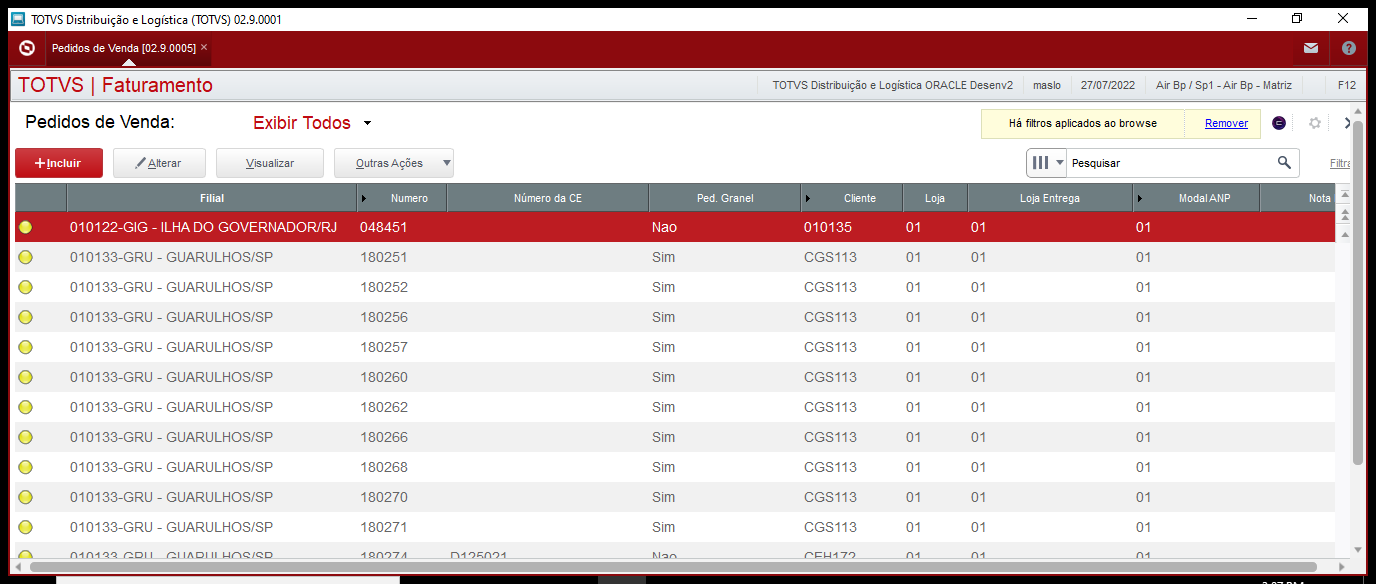 TOTVS Distribuição e Logística (TOTVS) 02.9.0001
Pedidos de Venda [02.9.0005] ×
TOTVS | Faturamento TOTVS Distribuição e Logística ORACLE Desenv2 maslo 27/07/2022 Air Bp / Sp1 - Air Bp - Matriz F12
Pedidos de Venda: Exibir Todos Há filtros aplicados ao browse Remover
+Incluir Alterar Visualizar Outras Ações Pesquisar Filtra
Filial Numero Número da CE Ped. Granel Cliente Loja Loja Entrega Modal ANP Nota
010122-GIG - ILHA DO GOVERNADOR/RJ 048451 Nao 010135 01 01 01
010133-GRU - GUARULHOS/SP 180251 Sim CGS113 01 01 01
010133-GRU - GUARULHOS/SP 180252 Sim CGS113 01 01 01
010133-GRU - GUARULHOS/SP 180256 Sim CGS113 01 01 01
010133-GRU - GUARULHOS/SP 180257 Sim CGS113 01 01 01
010133-GRU - GUARULHOS/SP 180260 Sim CGS113 01 01 01
010133-GRU - GUARULHOS/SP 180262 Sim CGS113 01 01 01
010133-GRU - GUARULHOS/SP 180266 Sim CGS113 01 01 01
010133-GRU - GUARULHOS/SP 180268 Sim CGS113 01 01 01
010133-GRU - GUARULHOS/SP 180270 Sim CGS113 01 01 01
010133-GRU - GUARULHOS/SP 180271 Sim CGS113 01 01 01
010133-GRU - GUARULHOS/SP 180274 D125021 Nao CFH172 01 01 01